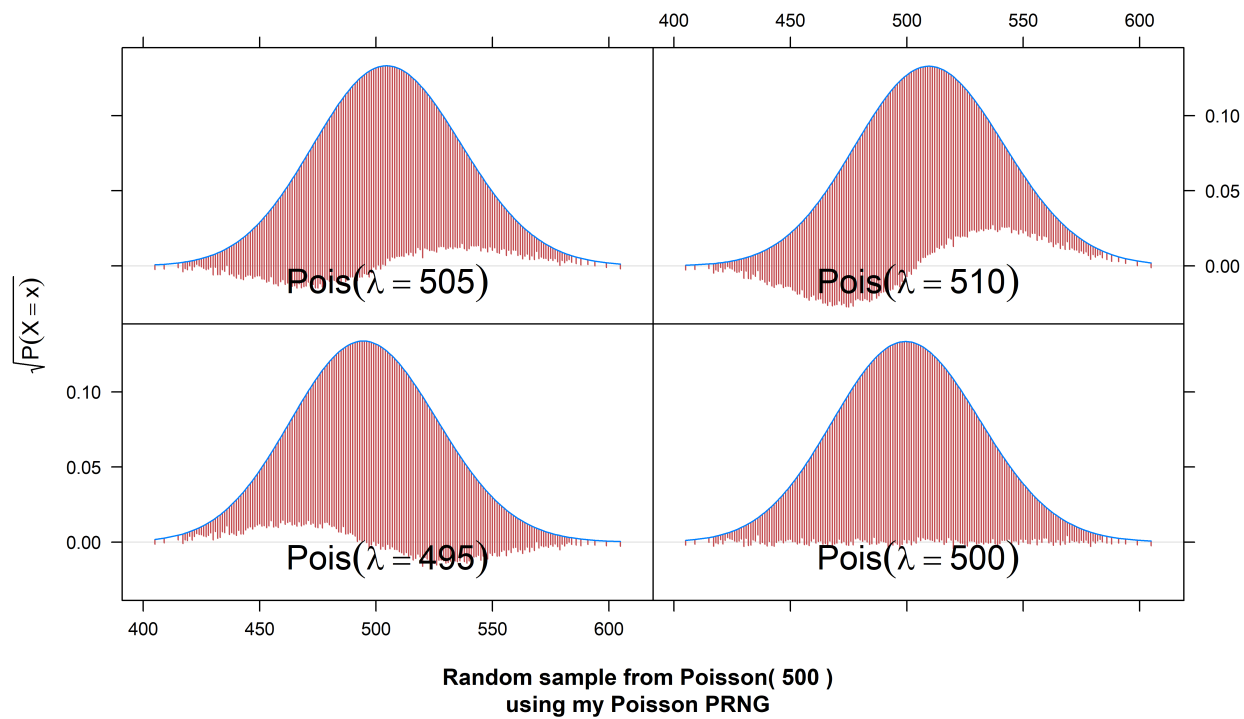 400 450 500 550 600
Pois(λ = 505)
Pois(λ = 510)
0.10
0.05
0.00
√P(X = x)
0.10
0.05
0.00
Pois(λ = 495)
Pois(λ = 500)
400 450 500 550 600
Random sample from Poisson( 500 )
using my Poisson PRNG